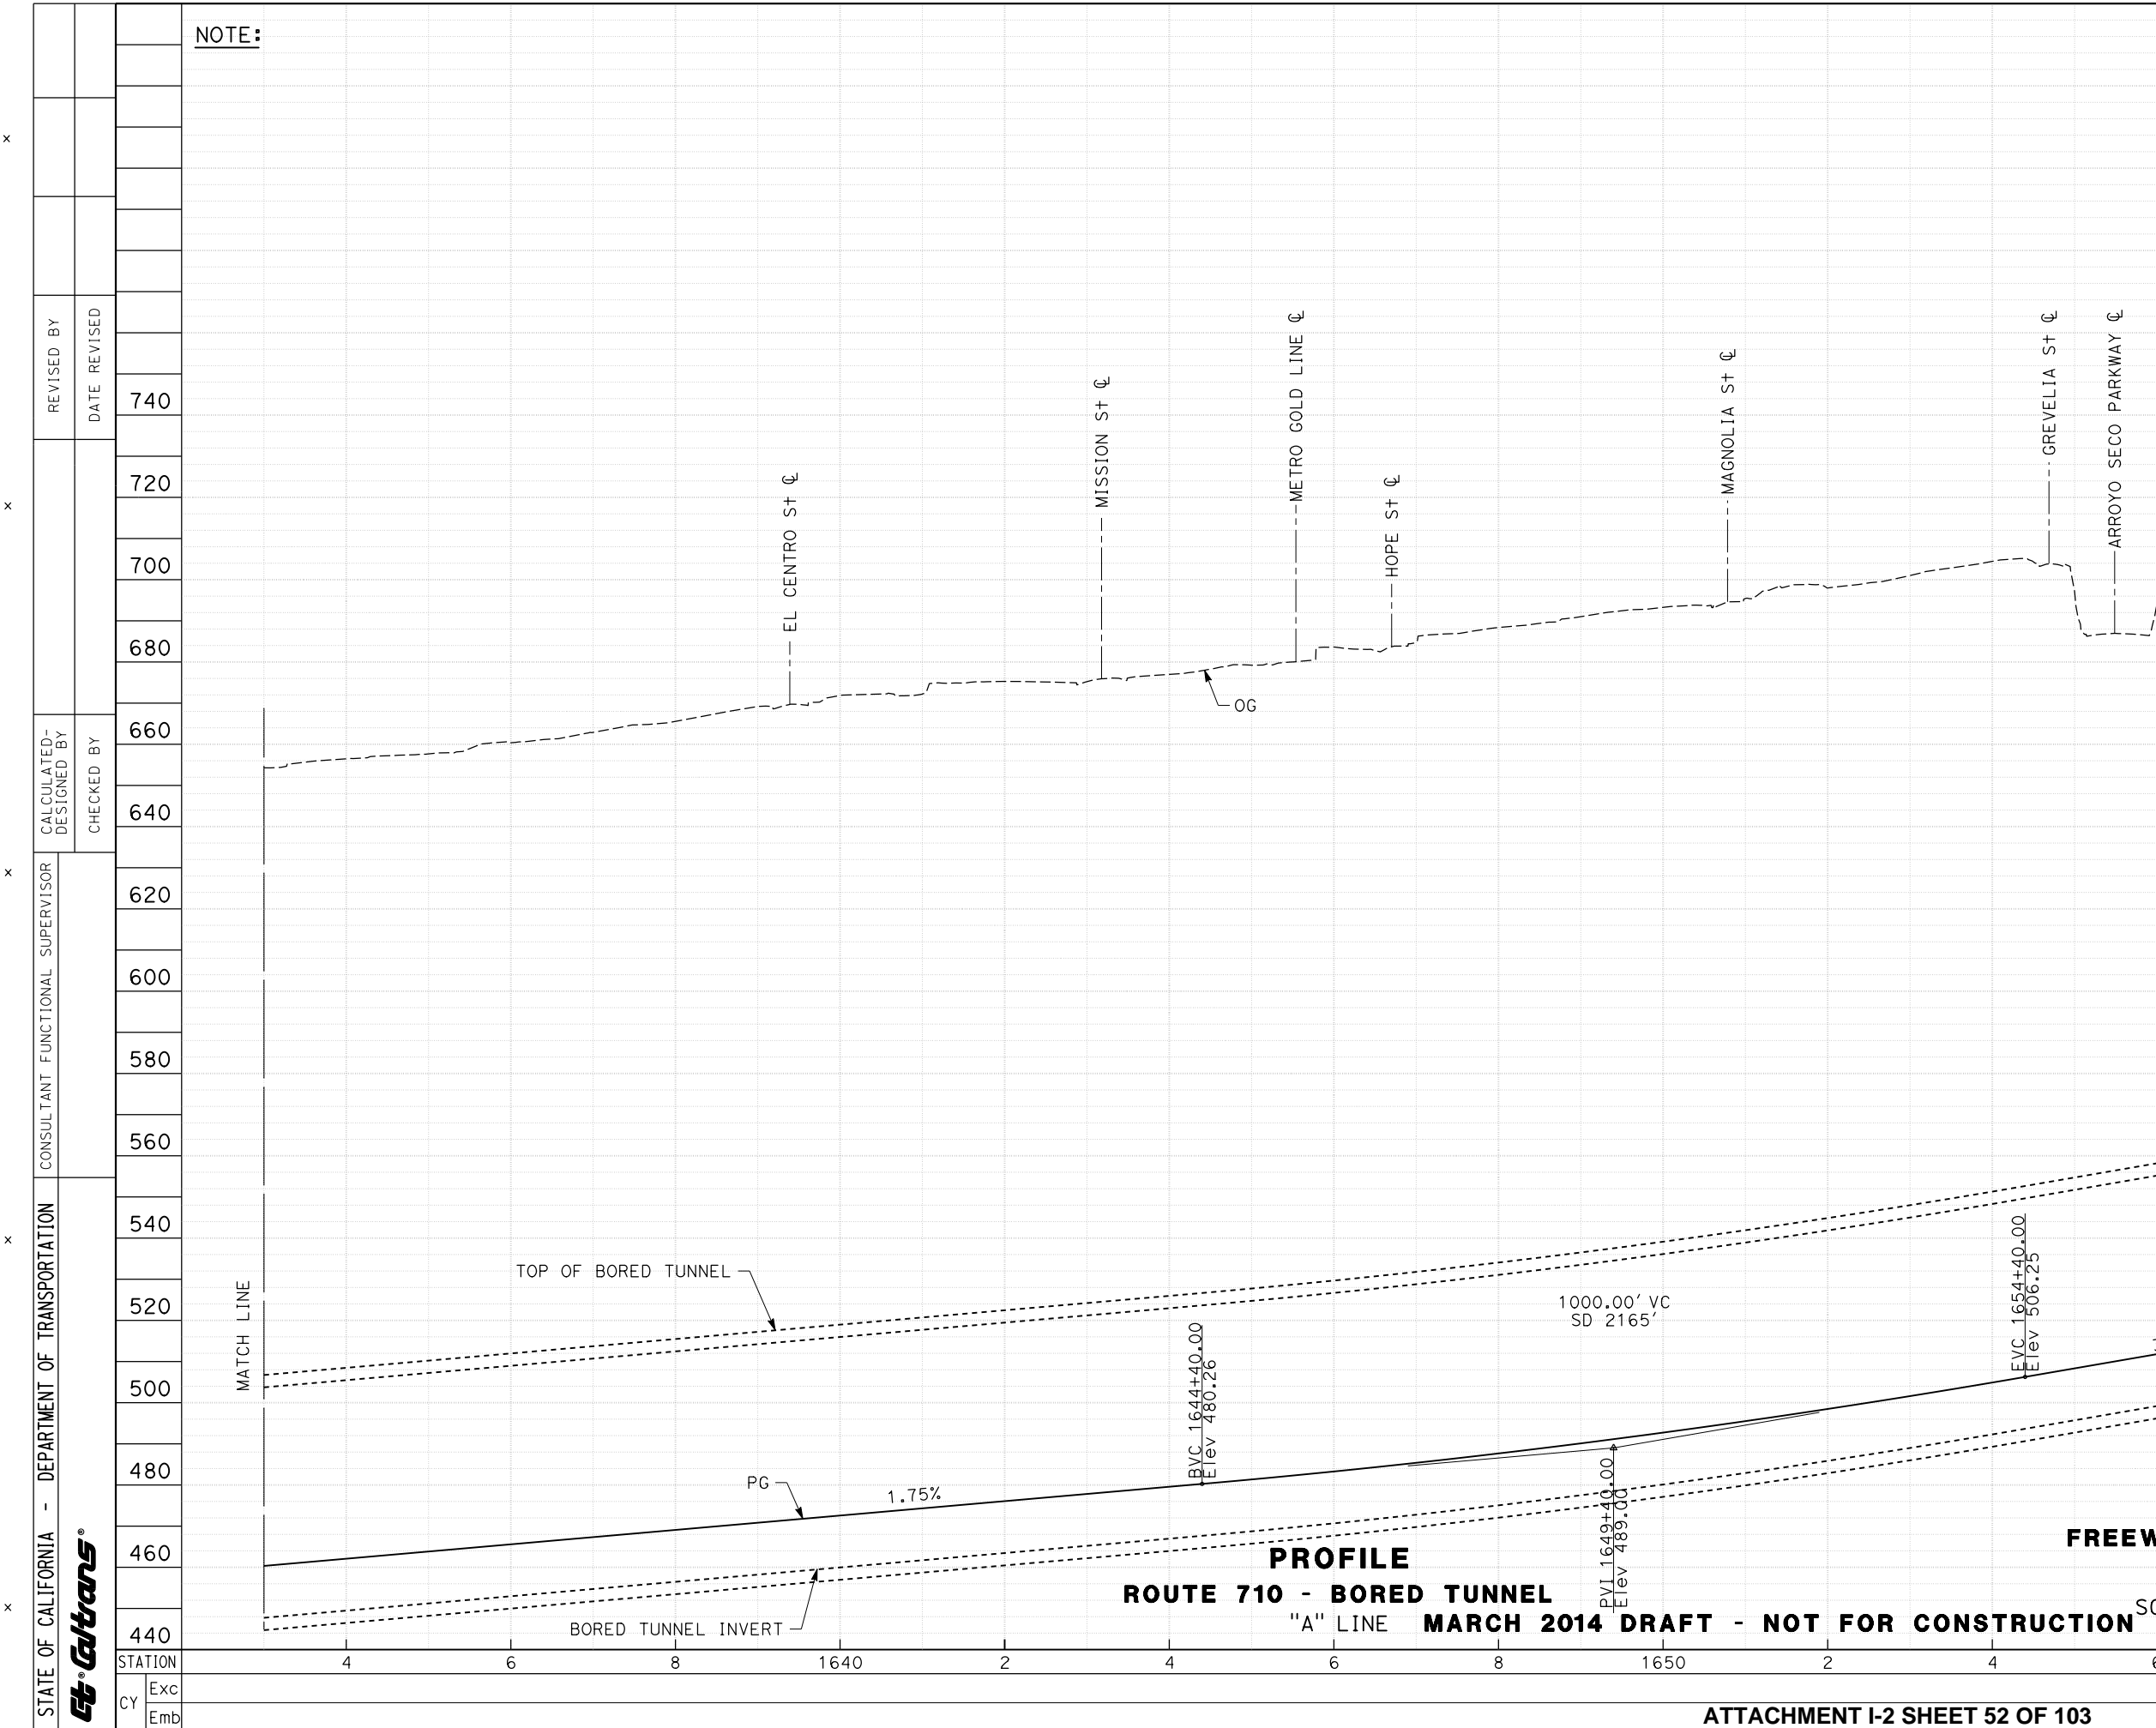 NOTE:
REVISED BY
DATE REVISED
CALCULATED-
DESIGNED BY
CHECKED BY
CONSULTANT FUNCTIONAL SUPERVISOR
STATE OF CALIFORNIA - DEPARTMENT OF TRANSPORTATION
Ct® Caltrans®
740
720
700
680
660
640
620
600
580
560
540
520
500
480
460
440
MATCH LINE
EL CENTRO St ℄
MISSION St ℄
METRO GOLD LINE ℄
HOPE St ℄
MAGNOLIA St ℄
GREVELIA St ℄
ARROYO SECO PARKWAY ℄
OG
TOP OF BORED TUNNEL
BVC 1644+40.00
Elev 480.26
1000.00' VC
SD 2165'
EVC 1654+40.00
Elev 506.25
PG
1.75%
PVI 1649+40.00
Elev 489.00
BORED TUNNEL INVERT
FREEW
PROFILE
ROUTE 710 - BORED TUNNEL
"A" LINE MARCH 2014 DRAFT - NOT FOR CONSTRUCTION
STATION 4 6 8 1640 2 4 6 8 1650 2 4
CY Exc
Emb
ATTACHMENT I-2 SHEET 52 OF 103